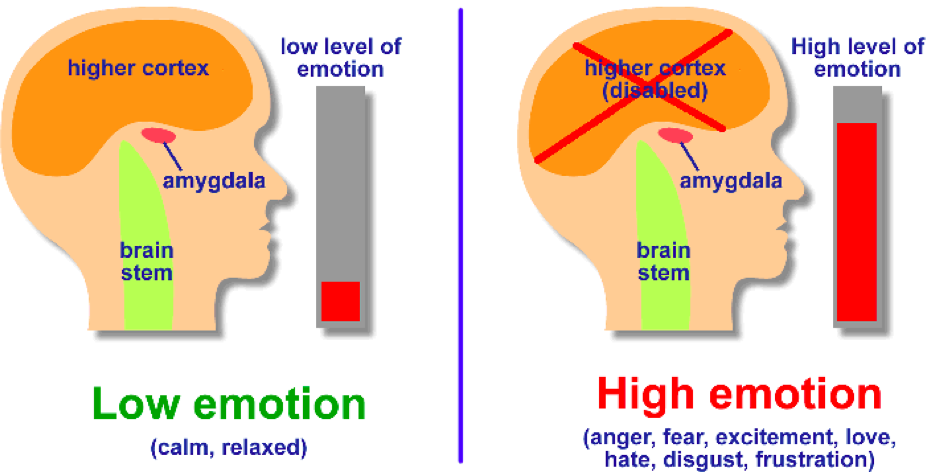 higher cortex
low level of
emotion
amygdala
brain
stem
Low emotion
(calm, relaxed)
higher cortex
(disabled)
High level of
emotion
amygdala
brain
stem
High emotion
(anger, fear, excitement, love,
hate, disgust, frustration)